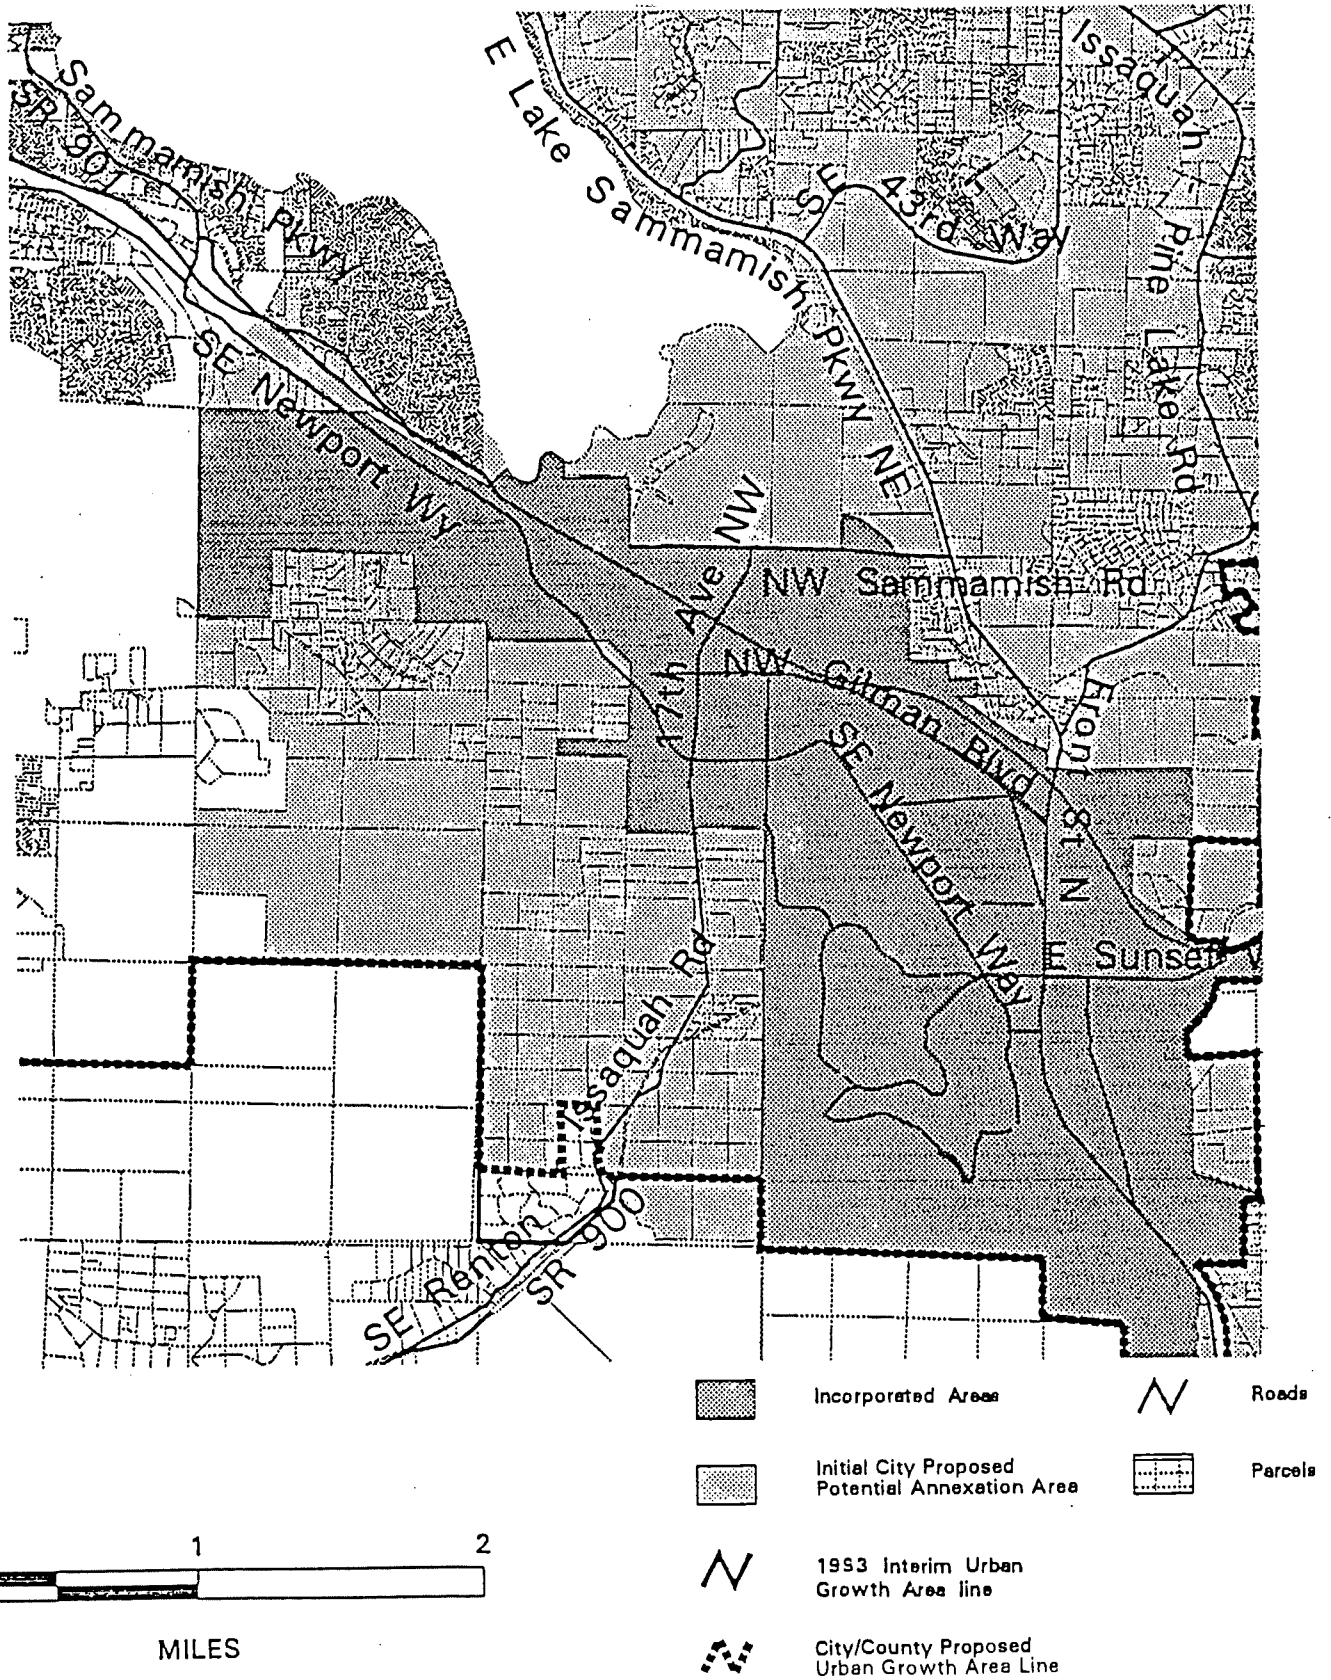 Sammamish Pkwy
SR 901
E Lake Sammamish Pkwy NE
SE 43rd Way
Issaquah - Pine Lake Rd
SE Newport Wy
17th Ave NW
NW Sammamish Rd
NW Gilman Blvd
Front St N
SE Newport Way
E Sunset W
SE Renton Issaquah Rd
SR 900
Incorporated Areas
Roads
Initial City Proposed
Potential Annexation Area
Parcels
1993 Interim Urban
Growth Area line
City/County Proposed
Urban Growth Area Line
1
2
MILES